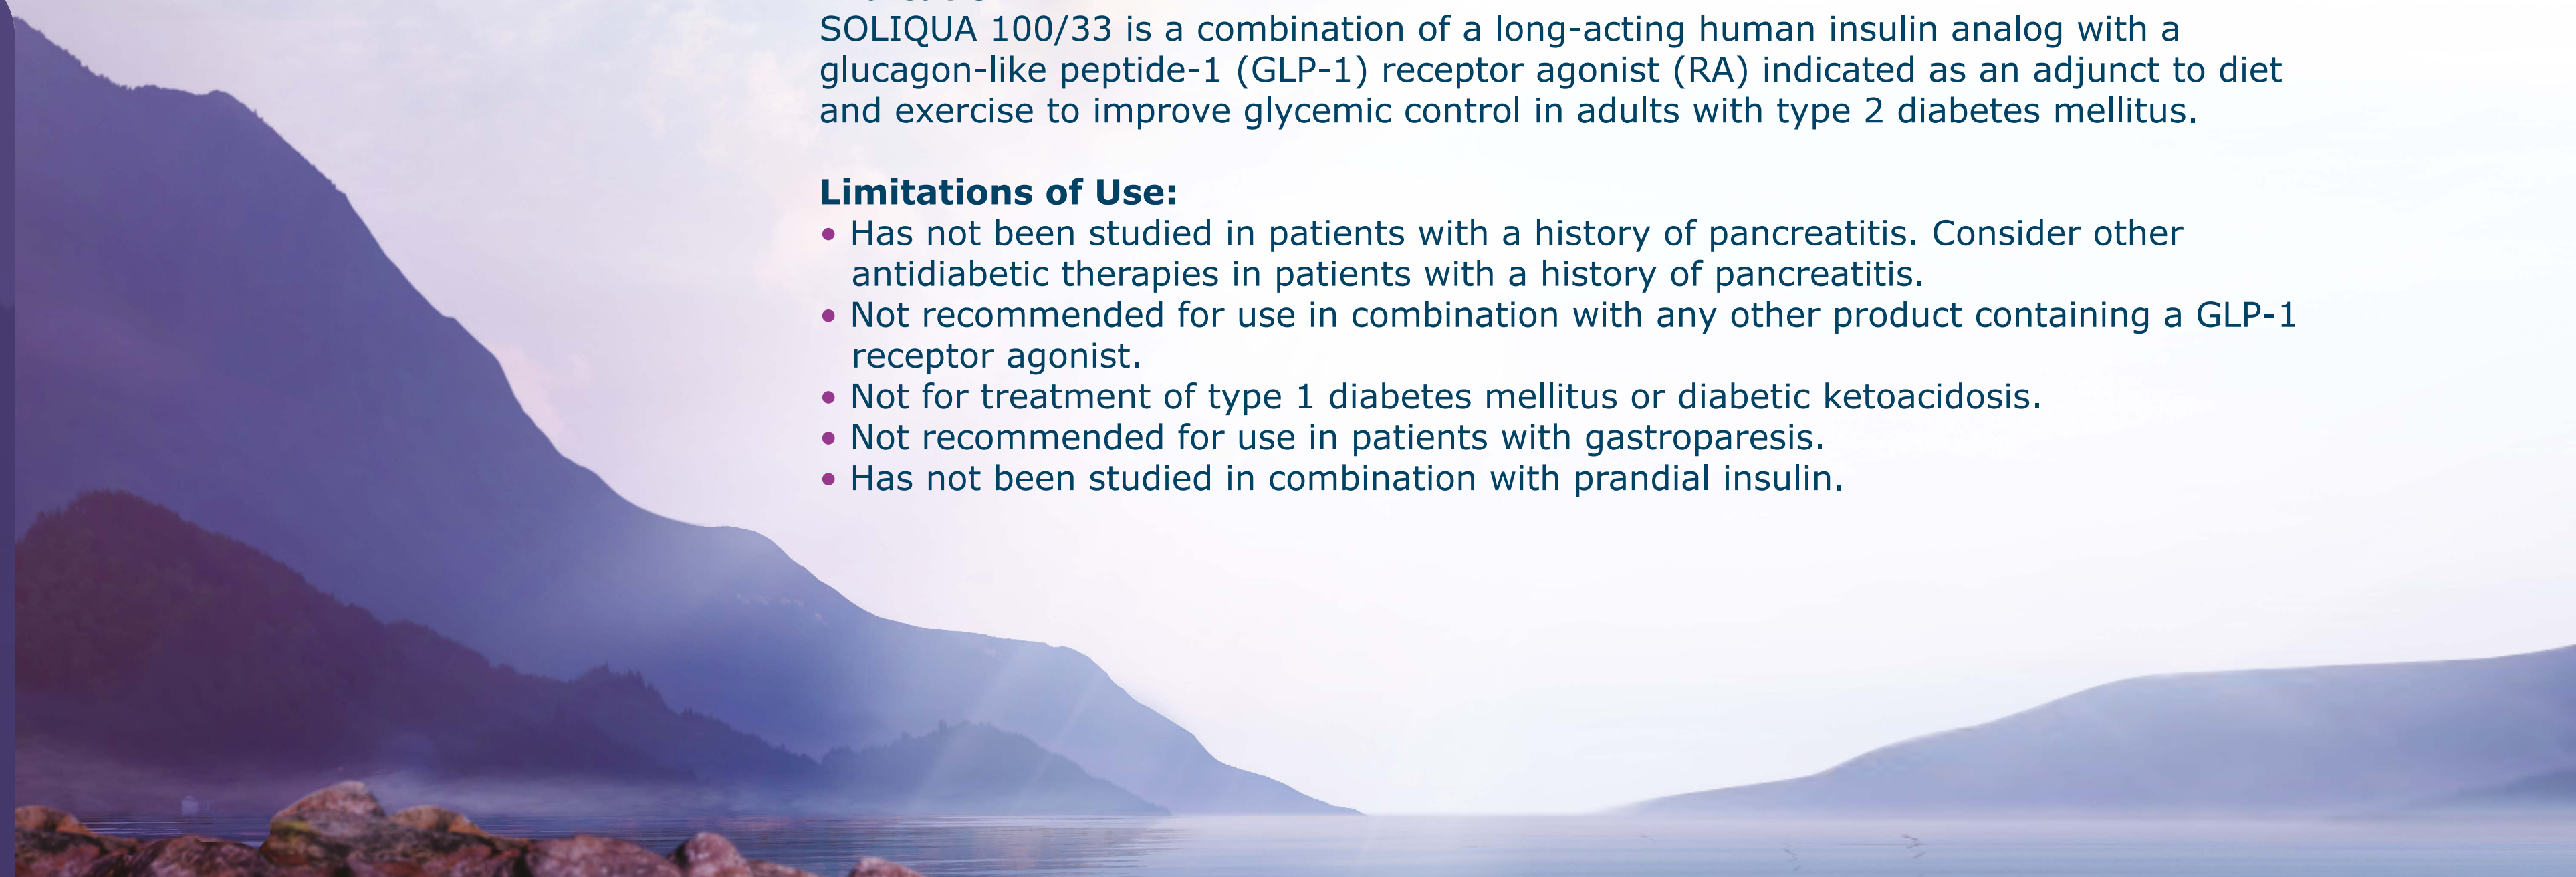 SOLIQUA 100/33 is a combination of a long-acting human insulin analog with a
glucagon-like peptide-1 (GLP-1) receptor agonist (RA) indicated as an adjunct to diet
and exercise to improve glycemic control in adults with type 2 diabetes mellitus.
Limitations of Use:
• Has not been studied in patients with a history of pancreatitis. Consider other
antidiabetic therapies in patients with a history of pancreatitis.
• Not recommended for use in combination with any other product containing a GLP-1
receptor agonist.
• Not for treatment of type 1 diabetes mellitus or diabetic ketoacidosis.
• Not recommended for use in patients with gastroparesis.
• Has not been studied in combination with prandial insulin.